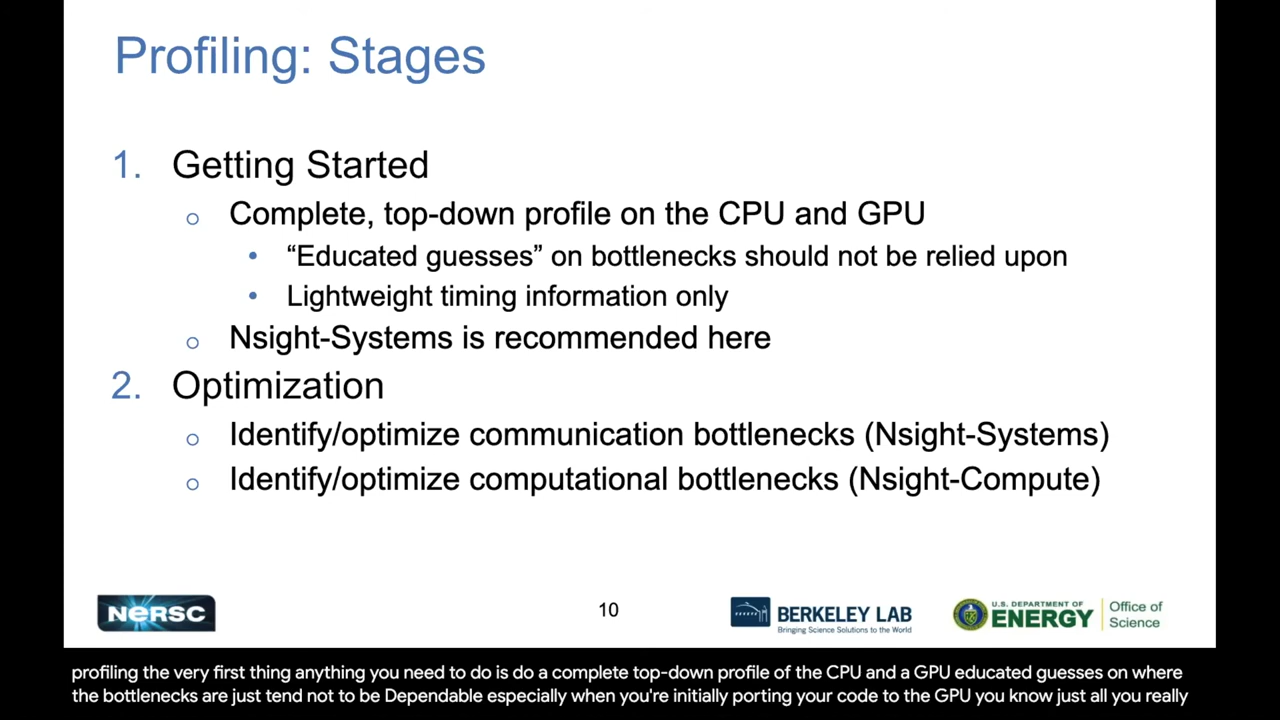 Profiling: Stages
1. Getting Started
○ Complete, top-down profile on the CPU and GPU
• “Educated guesses” on bottlenecks should not be relied upon
• Lightweight timing information only
○ Nsight-Systems is recommended here
2. Optimization
○ Identify/optimize communication bottlenecks (Nsight-Systems)
○ Identify/optimize computational bottlenecks (Nsight-Compute)
NERSC
10
BERKELEY LAB
Bringing Science Solutions to the World
U.S. DEPARTMENT OF
ENERGY
Office of
Science
profiling the very first thing anything you need to do is do a complete top-down profile of the CPU and a GPU educated guesses on where
the bottlenecks are just tend not to be Dependable especially when you're initially porting your code to the GPU you know just all you really